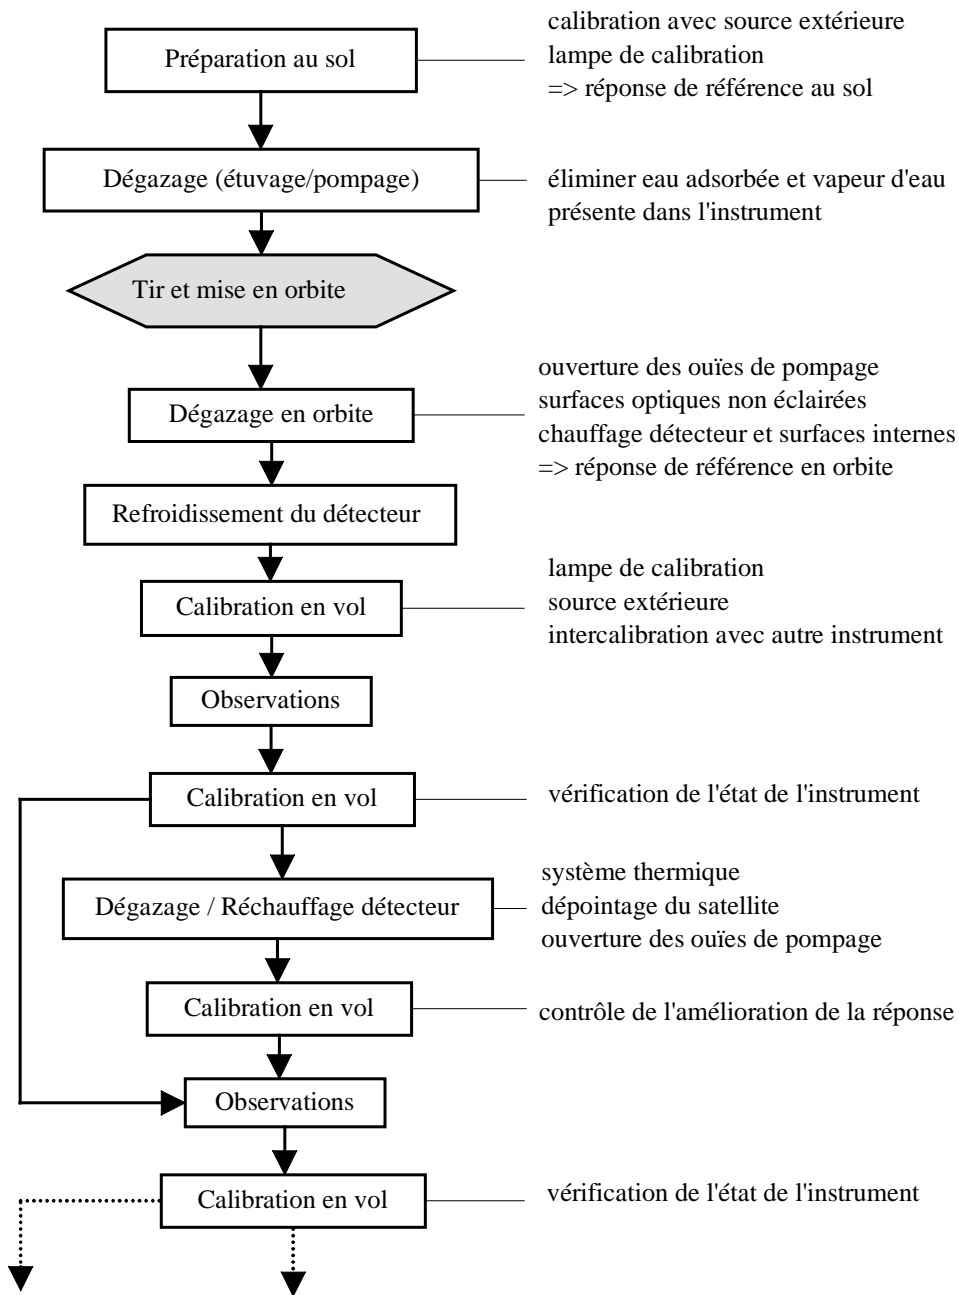 calibration avec source extérieure
Préparation au sol
lampe de calibration
=> réponse de référence au sol
Dégazage (étuvage/pompage)
éliminer eau adsorbée et vapeur d'eau
présente dans l'instrument
Tir et mise en orbite
ouverture des ouïes de pompage
surfaces optiques non éclairées
Dégazage en orbite
chauffage détecteur et surfaces internes
=> réponse de référence en orbite
Refroidissement du détecteur
lampe de calibration
Calibration en vol
source extérieure
intercalibration avec autre instrument
Observations
Calibration en vol
vérification de l'état de l'instrument
système thermique
Dégazage / Réchauffage détecteur
dépointage du satellite
ouverture des ouïes de pompage
Calibration en vol
contrôle de l'amélioration de la réponse
Observations
Calibration en vol
vérification de l'état de l'instrument